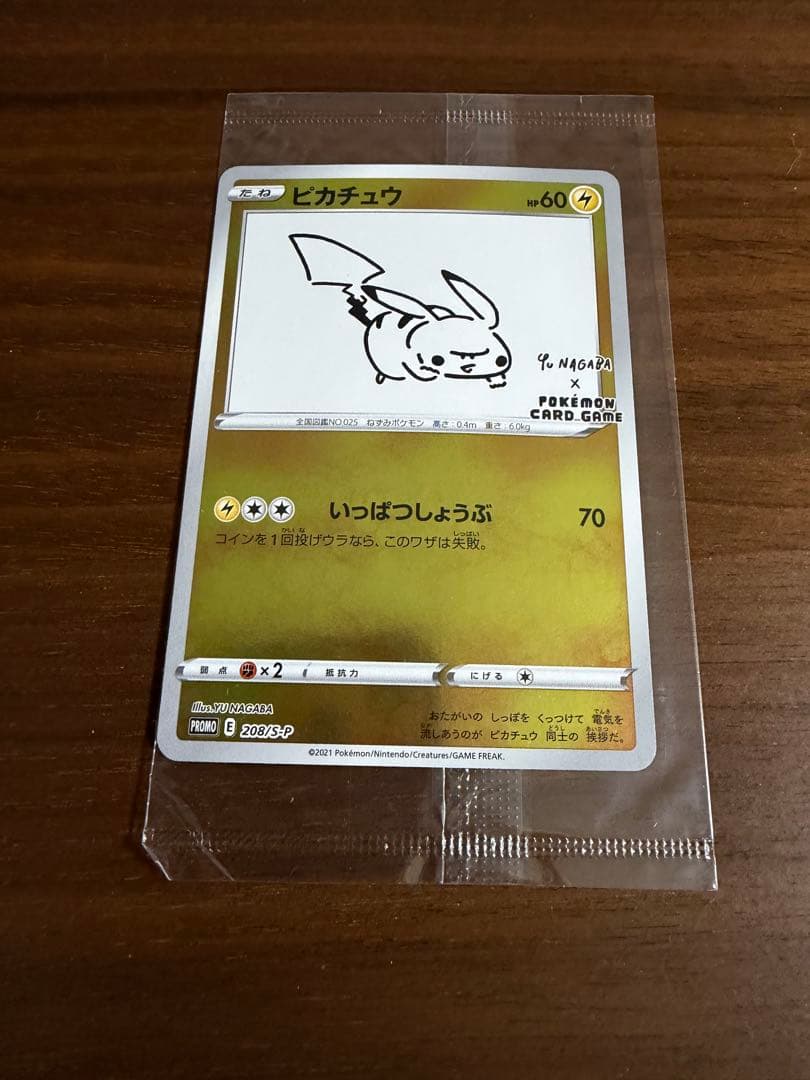 たね ピカチュウ HP60
YU NAGABA
×
POKÉMON
CARD GAME
全国図鑑NO.025 ねずみポケモン 高さ:0.4m 重さ:6.0kg
いっぱつしょうぶ 70
コインを1回投げウラなら、このワザは失敗。
弱点 ×2 抵抗力 にげる
Illus.YU NAGABA
PROMO E 208/S-P
おたがいの しっぽを くっつけて 電気を
流しあうのが ピカチュウ 同士の 挨拶だ。
©2021 Pokémon/Nintendo/Creatures/GAME FREAK.